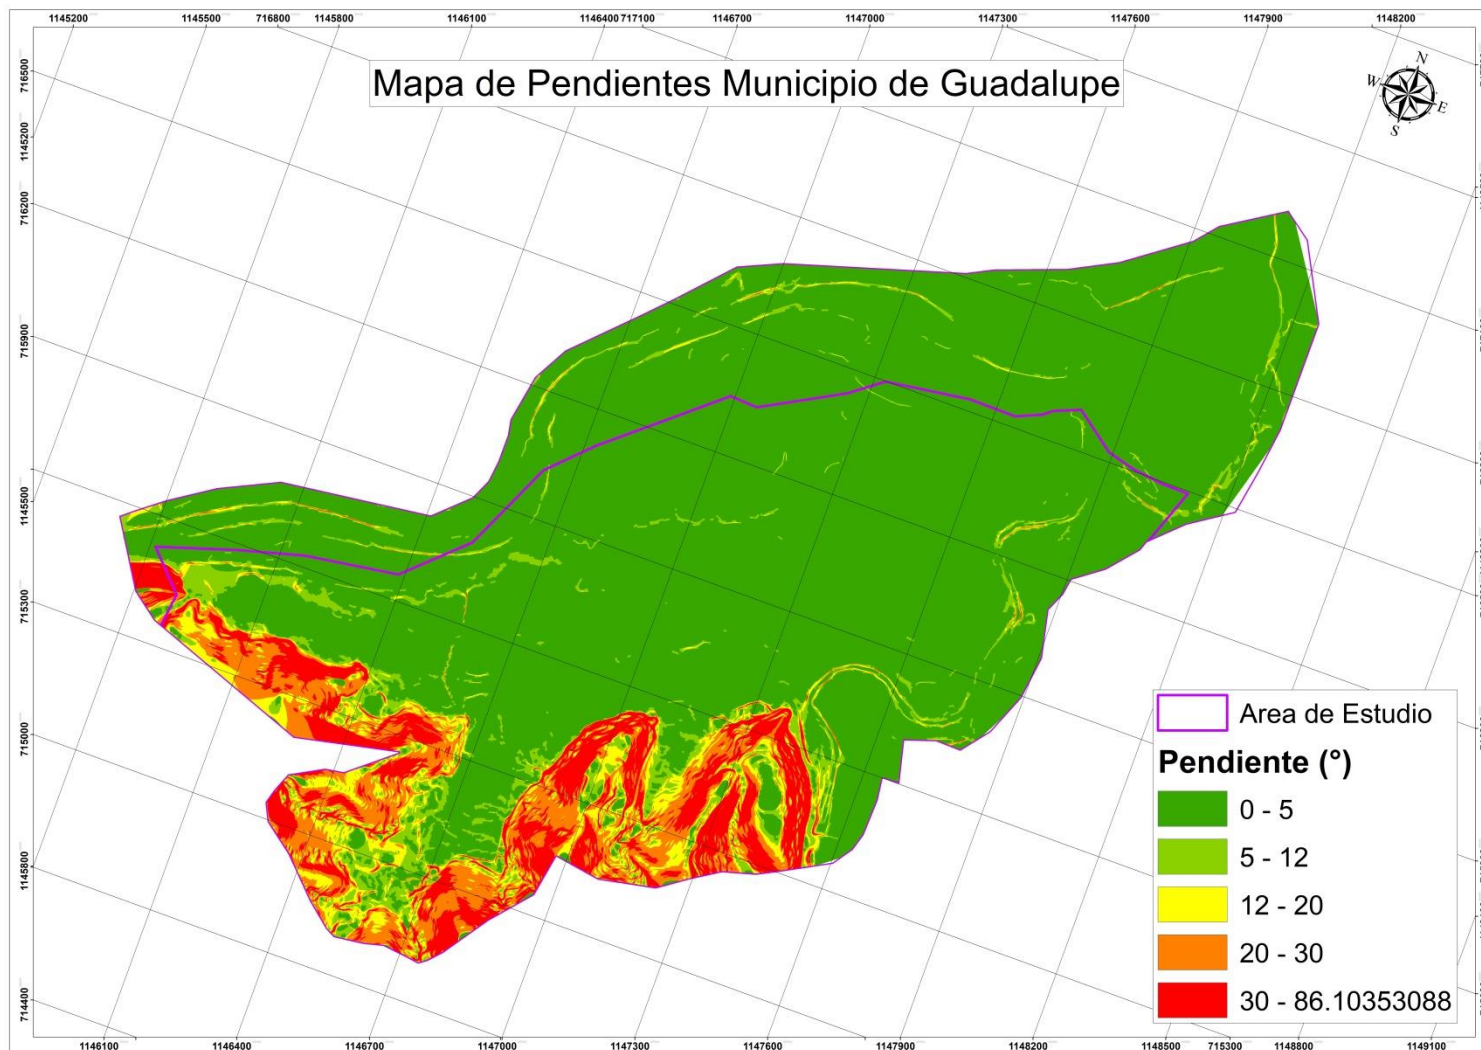 1145200 1145500 716800 1145800 1146100 1146400 717100 1146700 1147000 1147300 1147600 1147900 1148200
Mapa de Pendientes Municipio de Guadalupe
N
W
E
S
716500
1145200
716200
715900
1145500
715300
715000
1145800
714400
Area de Estudio
Pendiente (°)
0 - 5
5 - 12
12 - 20
20 - 30
30 - 86.10353088
1146100 1146400 1146700 1147000 1147300 1147600 1147900 1148200 1148500 715300 1148800 1149100